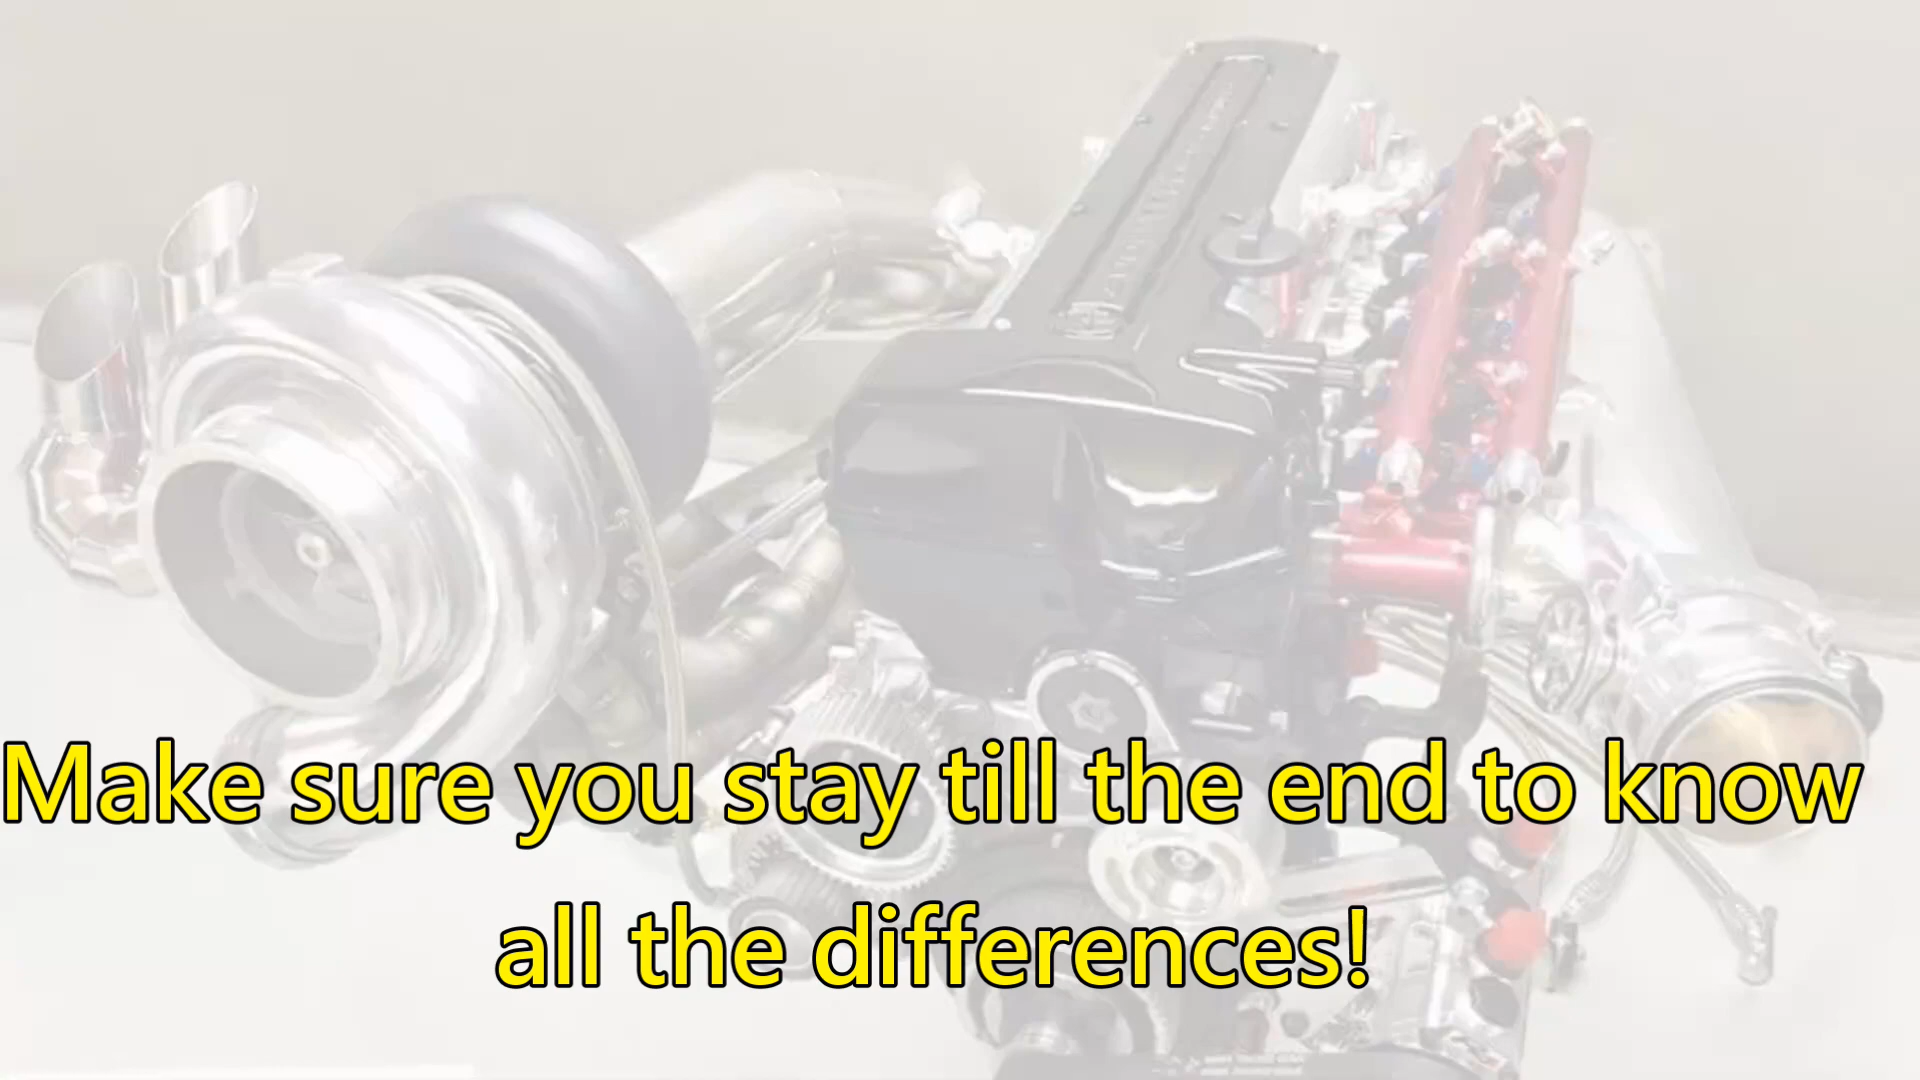 Make sure you stay till the end to know
all the differences!